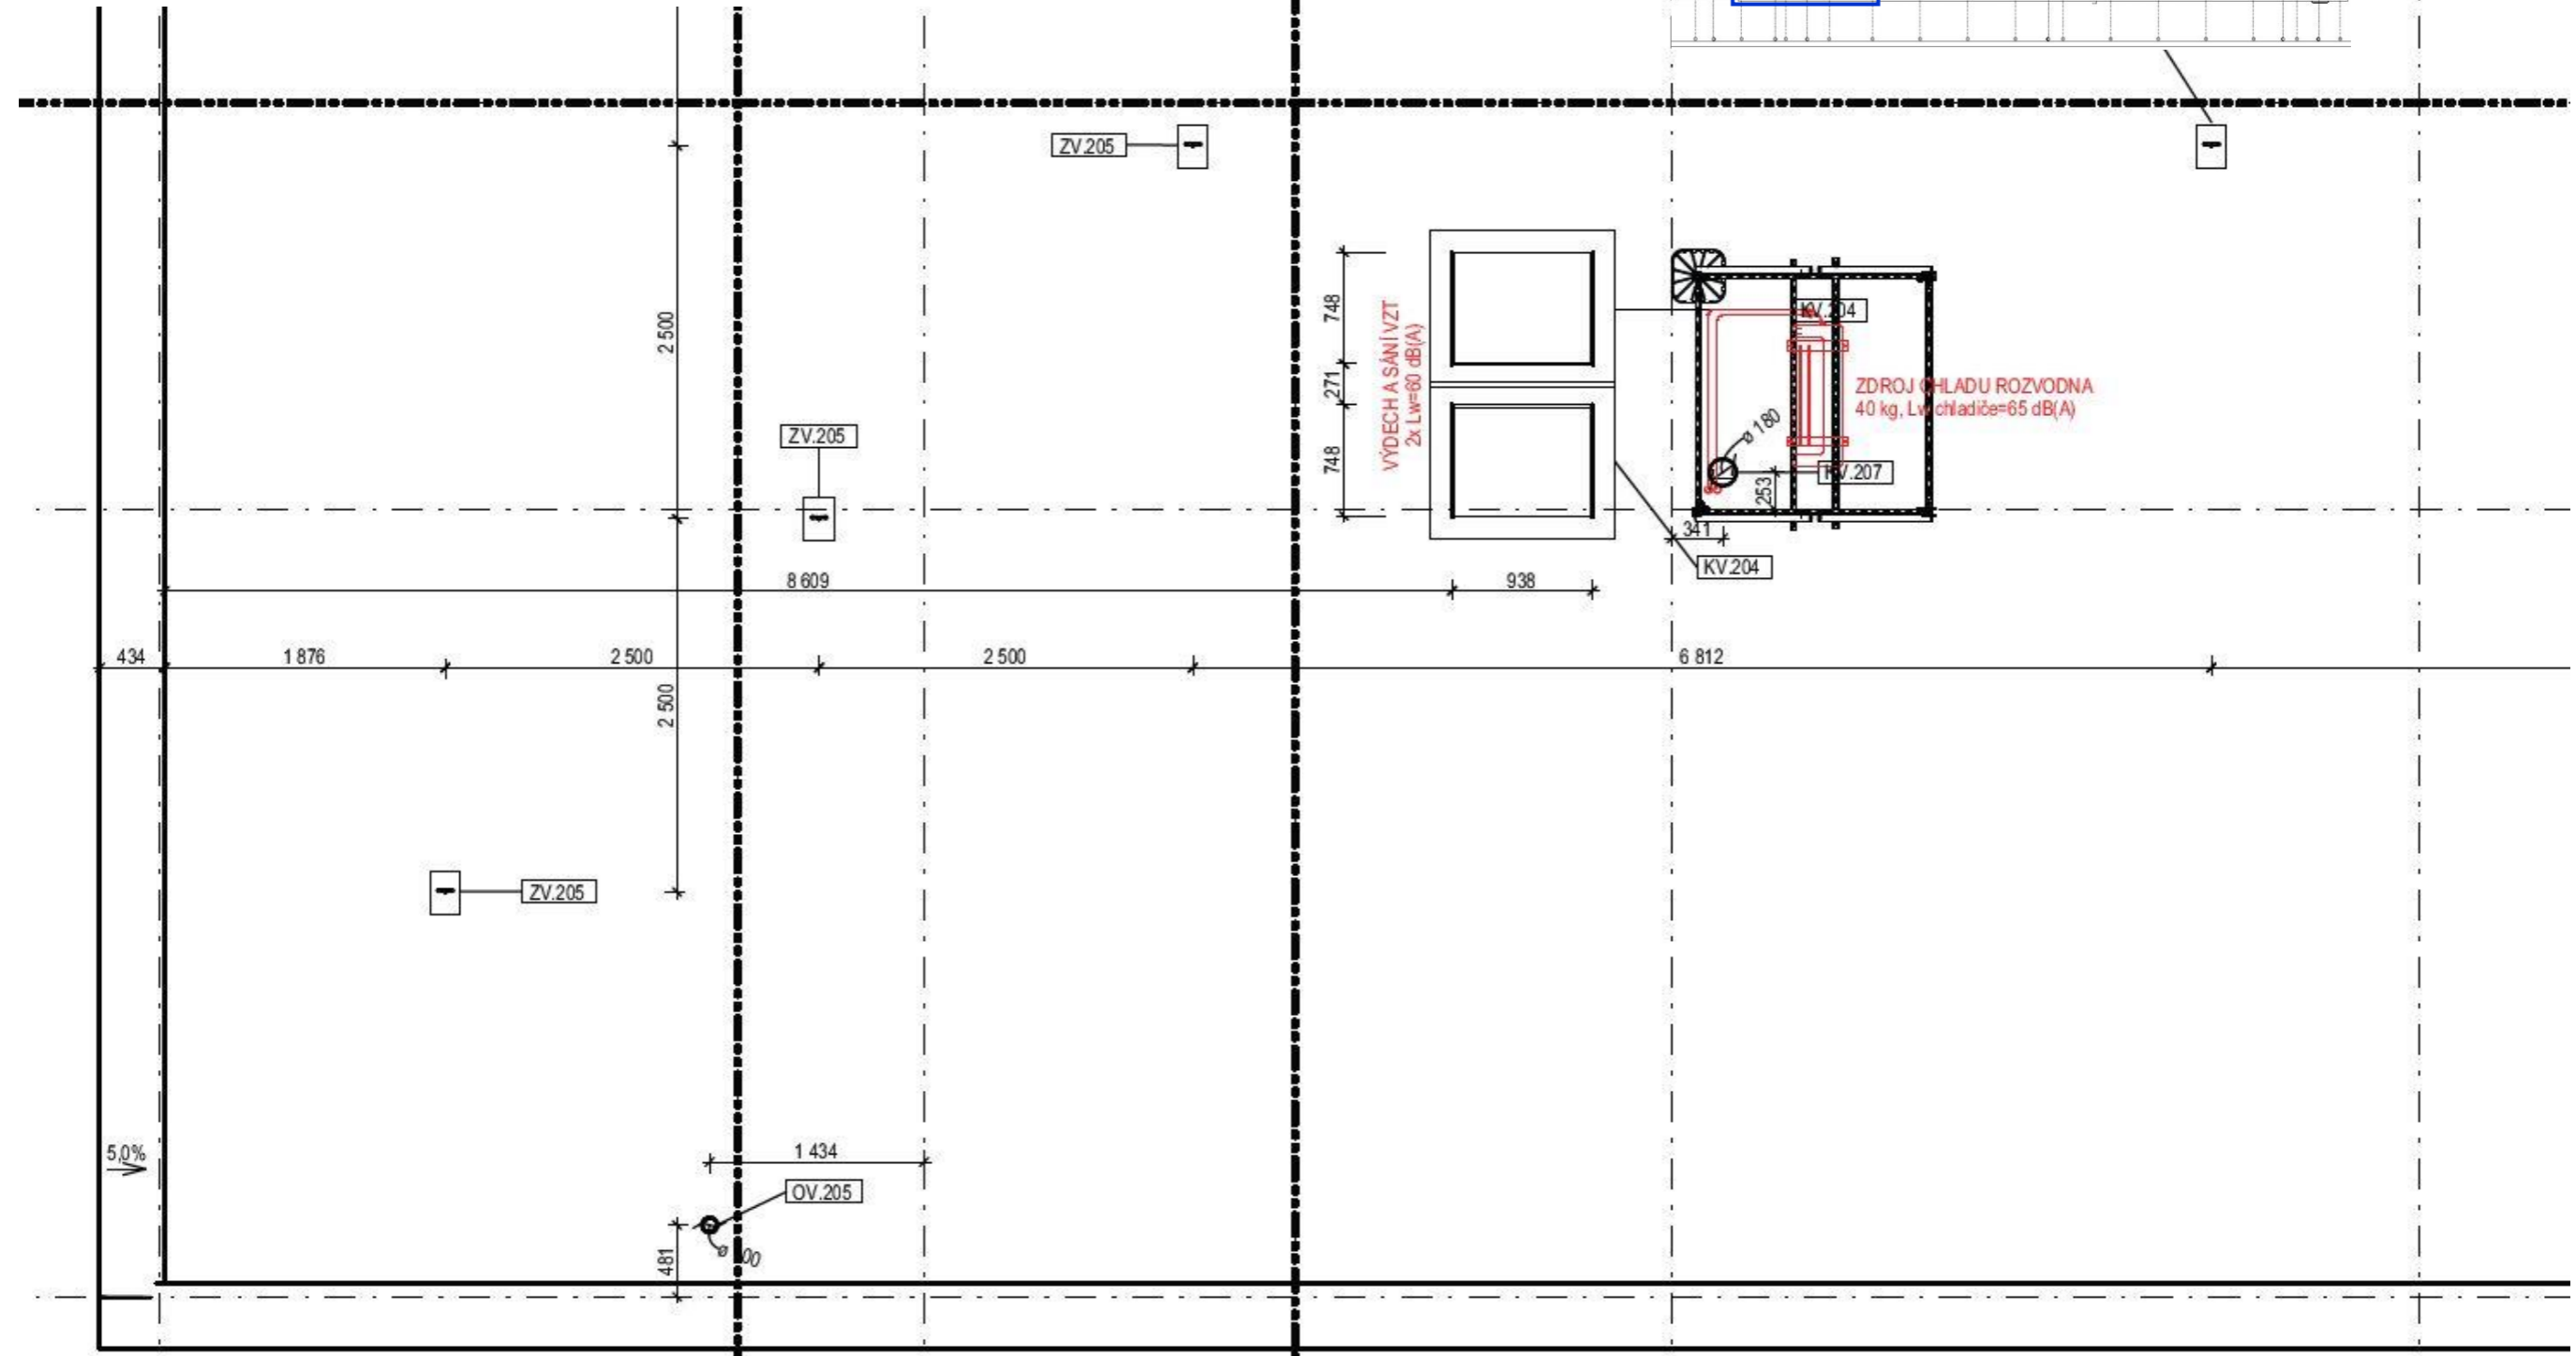 ZV.205
2 500
748
271
748
VÝDECH A SÁNÍ VZT
2x Lw=60 dB(A)
KV.204
ZDROJ CHLADU ROZVODNA
40 kg, Lw chladiče=65 dB(A)
ø 180
KV.207
253
341
KV.204
ZV.205
8 609
938
434
1 876
2 500
2 500
6 812
2 500
ZV.205
5,0%
1 434
OV.205
481